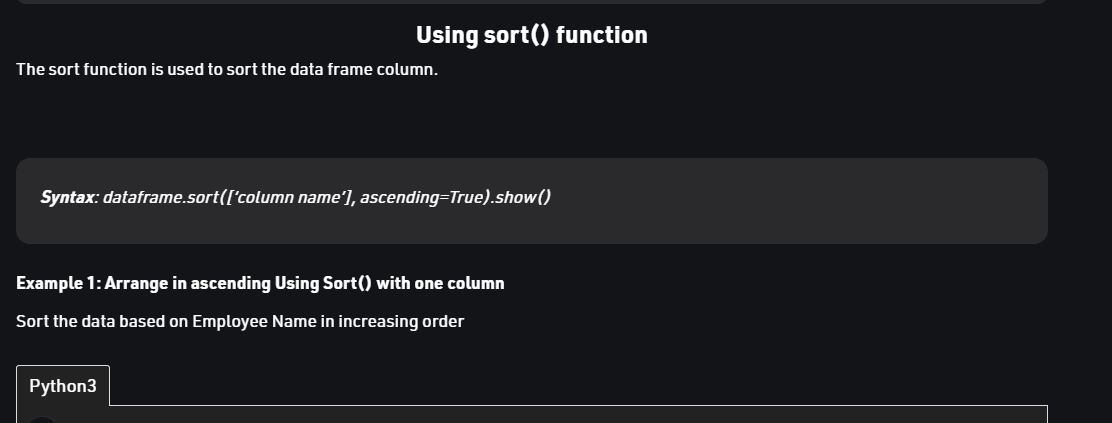 Using sort() function
The sort function is used to sort the data frame column.
Syntax: dataframe.sort(['column name'], ascending=True).show()
Example 1: Arrange in ascending Using Sort() with one column
Sort the data based on Employee Name in increasing order
Python3